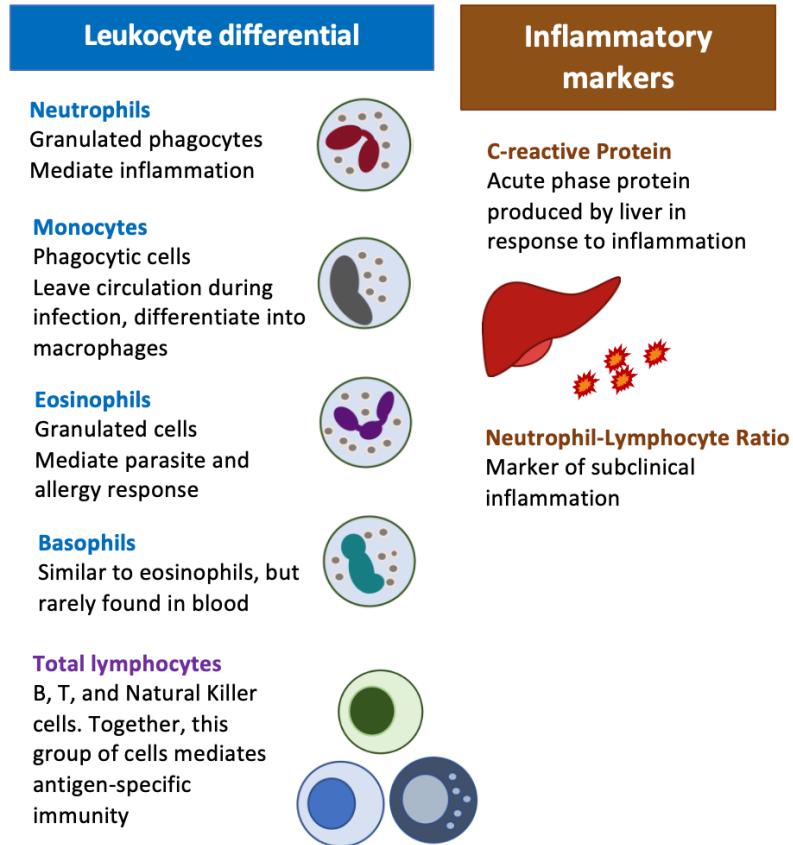 Leukocyte differential
Neutrophils
Granulated phagocytes
Mediate inflammation
Monocytes
Phagocytic cells
Leave circulation during
infection, differentiate into
macrophages
Eosinophils
Granulated cells
Mediate parasite and
allergy response
Basophils
Similar to eosinophils, but
rarely found in blood
Total lymphocytes
B, T, and Natural Killer
cells. Together, this
group of cells mediates
antigen-specific
immunity
Inflammatory
markers
C-reactive Protein
Acute phase protein
produced by liver in
response to inflammation
Neutrophil-Lymphocyte Ratio
Marker of subclinical
inflammation